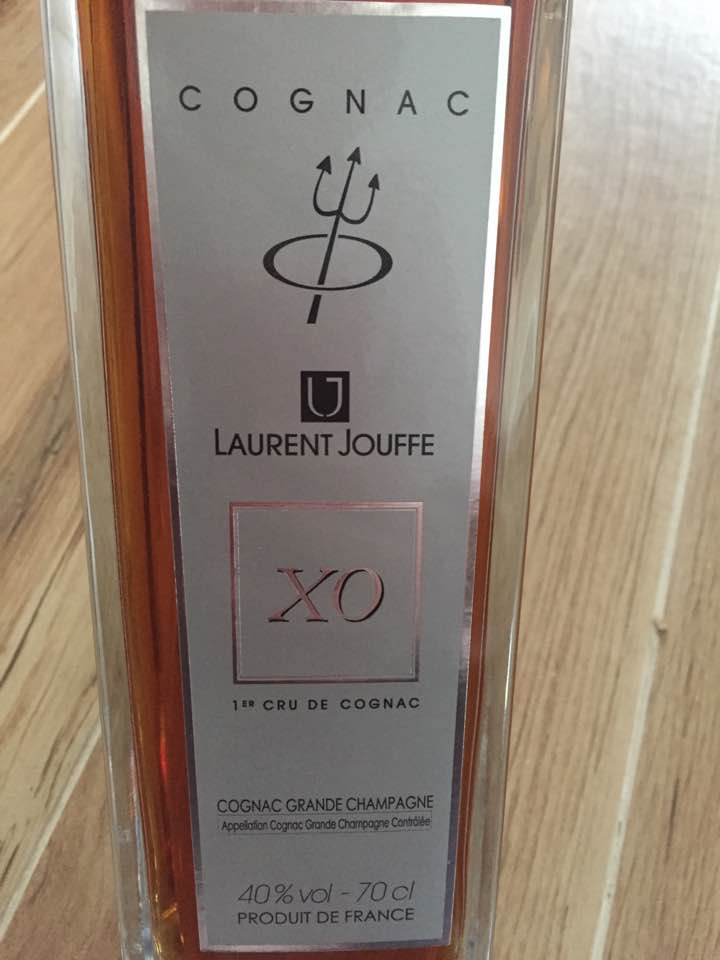 COGNAC
LJ
LAURENT JOUFFE
XO
1ER CRU DE COGNAC
COGNAC GRANDE CHAMPAGNE
Appellation Cognac Grande Champagne Contrôlée
40% vol - 70 cl
PRODUIT DE FRANCE